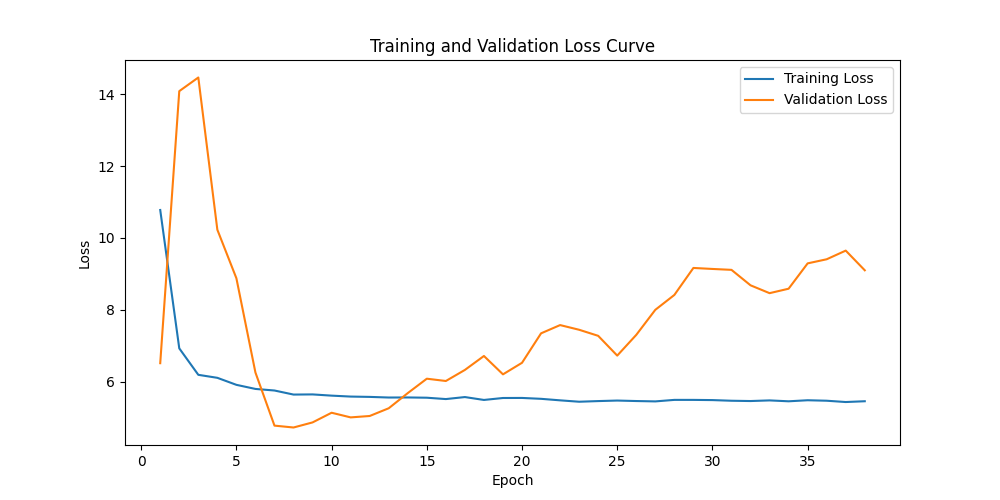 Training and Validation Loss Curve
Training Loss
Validation Loss
14
12
10
8
6
Loss
0 5 10 15 20 25 30 35
Epoch